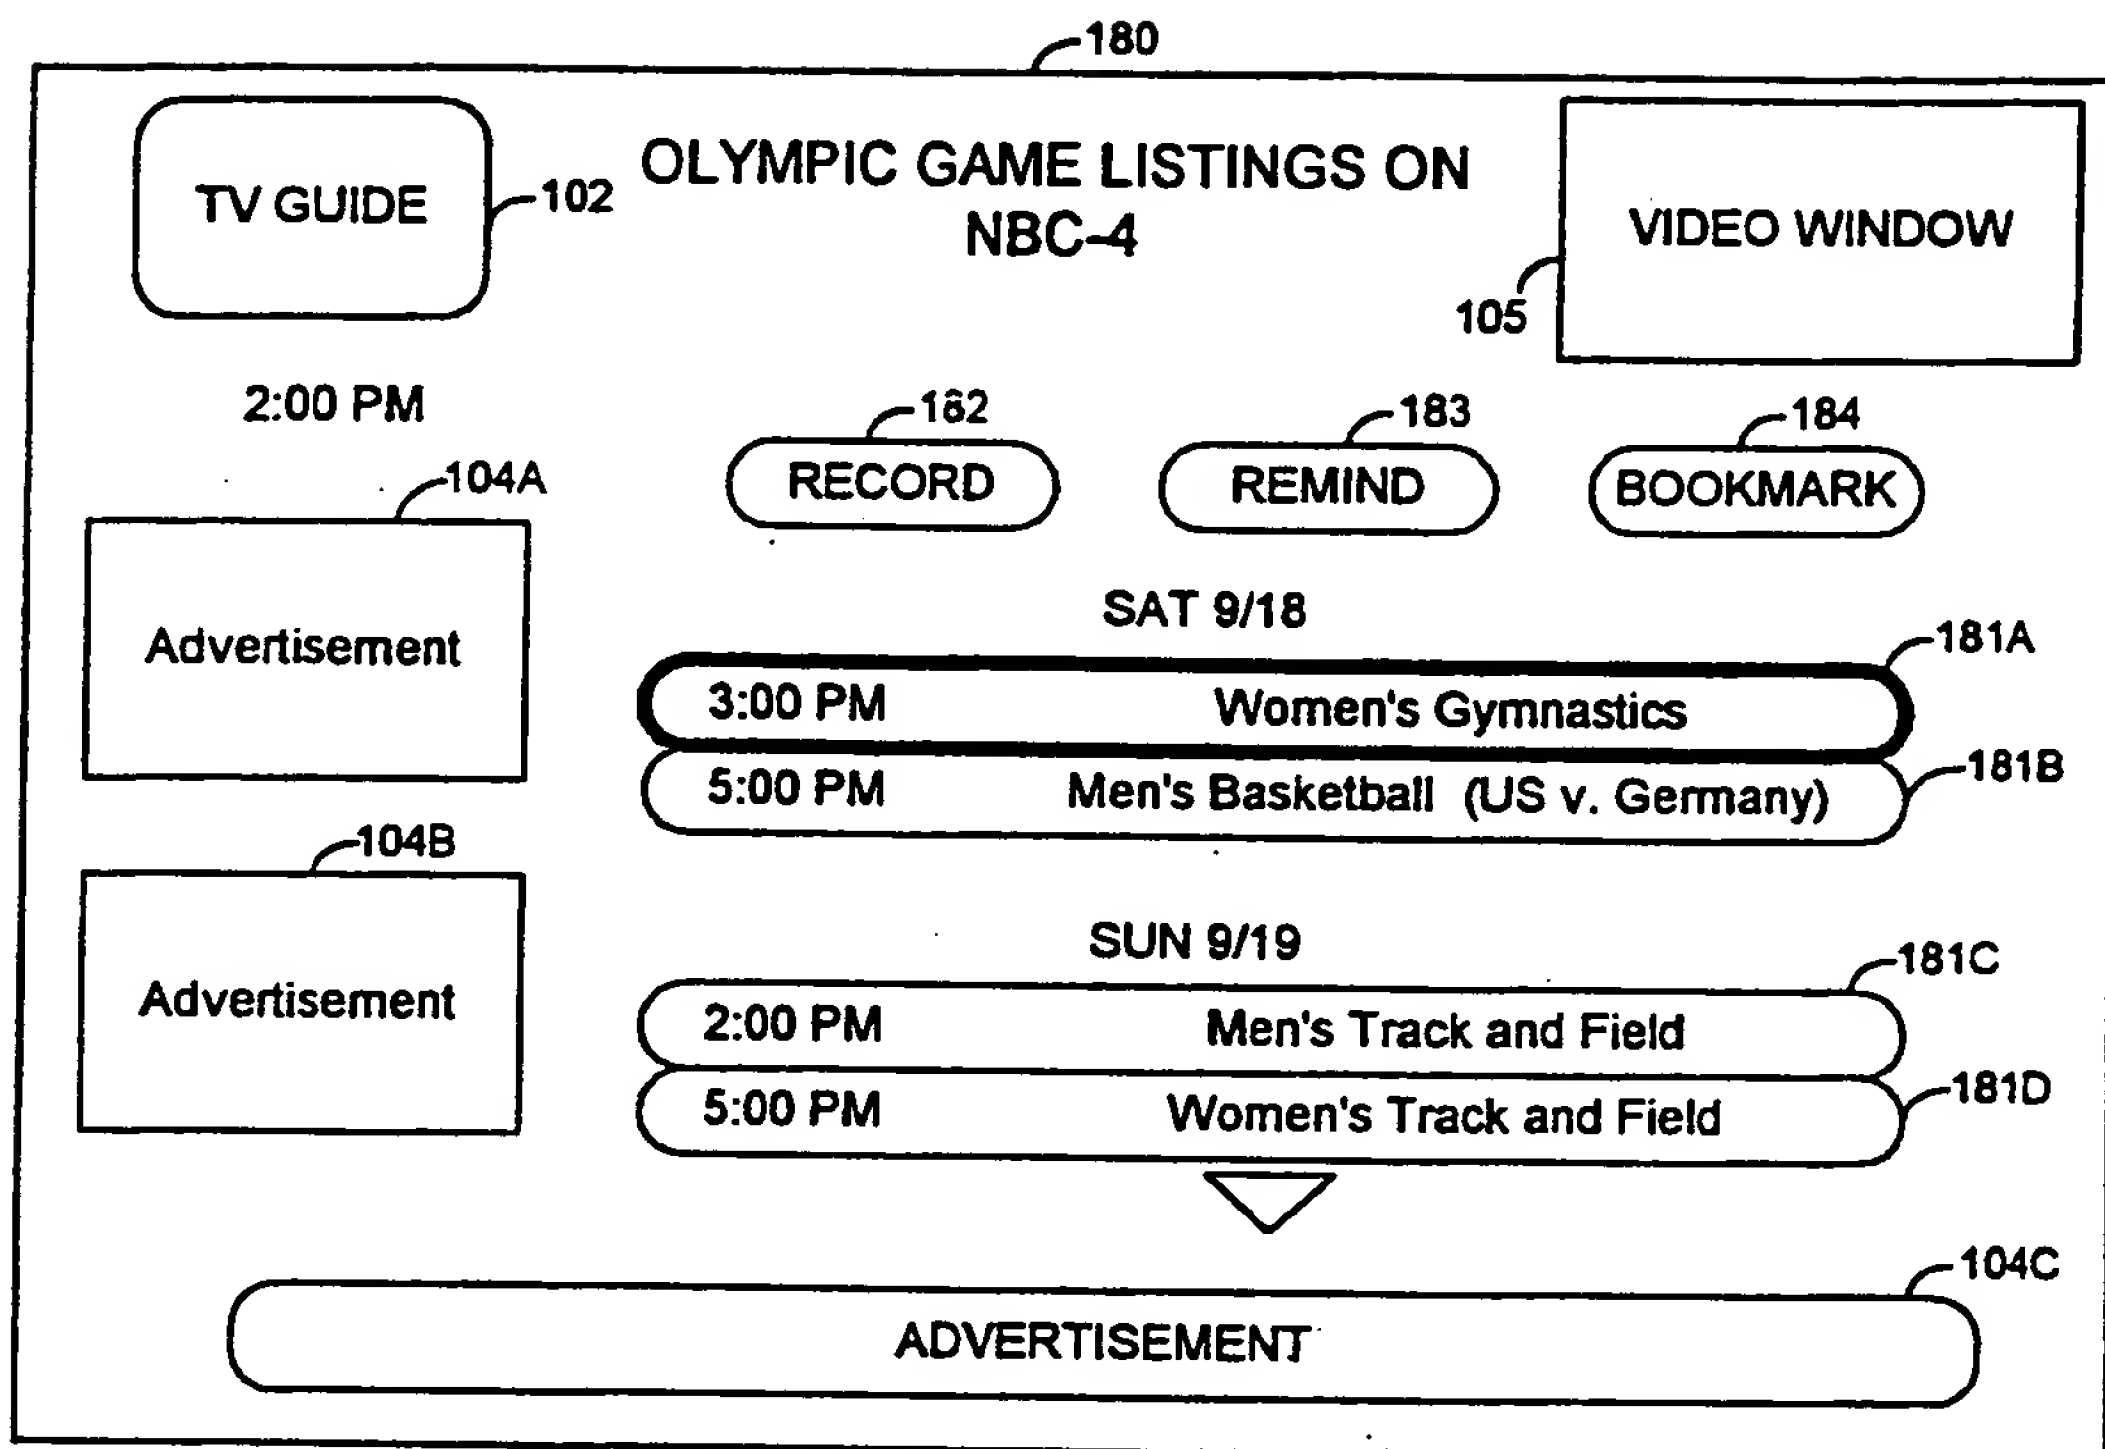 180
TV GUIDE
102
OLYMPIC GAME LISTINGS ON
NBC-4
VIDEO WINDOW
105
2:00 PM
182
183
184
RECORD
REMIND
BOOKMARK
104A
Advertisement
SAT 9/18
181A
3:00 PM Women's Gymnastics
5:00 PM Men's Basketball (US v. Germany)
181B
104B
Advertisement
SUN 9/19
181C
2:00 PM Men's Track and Field
5:00 PM Women's Track and Field
181D
104C
ADVERTISEMENT